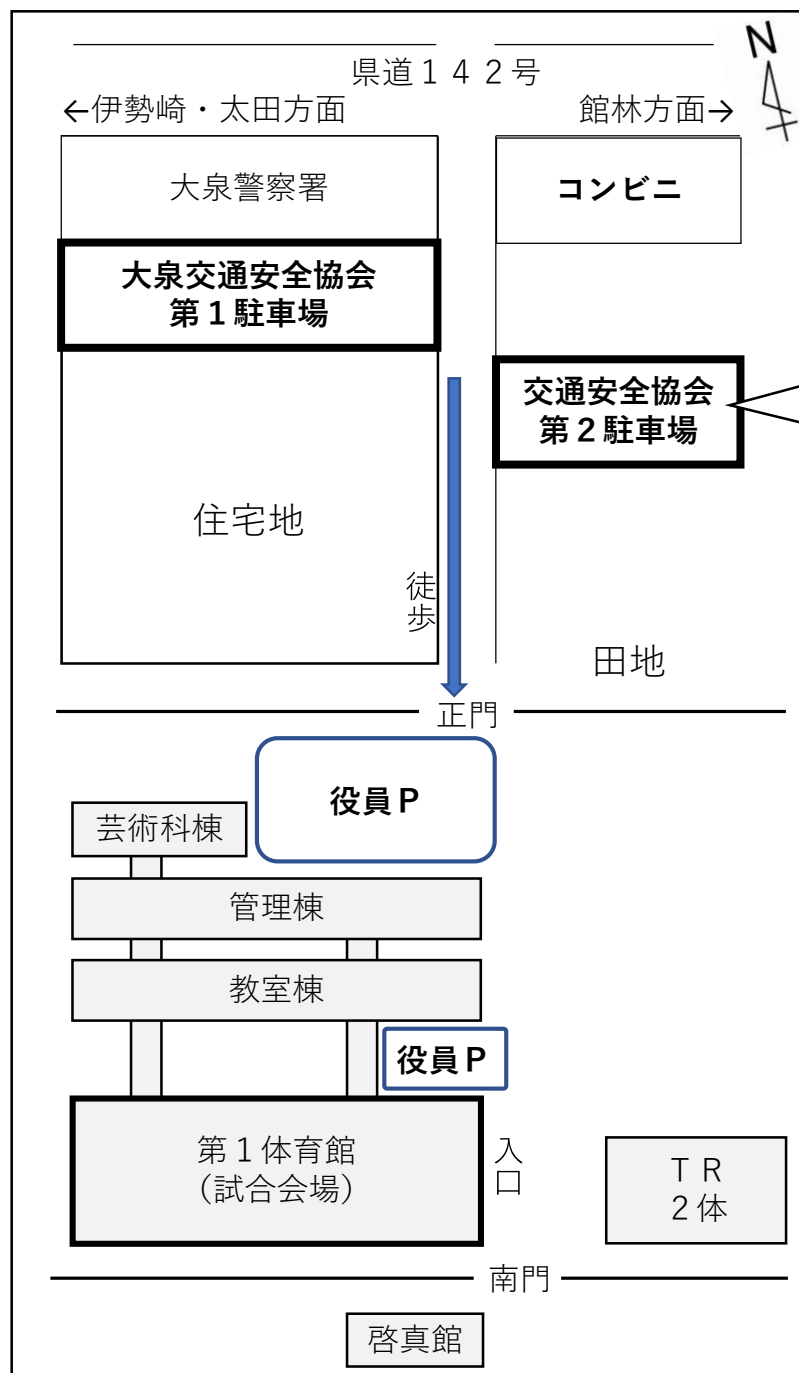 N
県道１４２号
←伊勢崎・太田方面
館林方面→
大泉警察署
コンビニ
大泉交通安全協会
第１駐車場
交通安全協会
第２駐車場
住宅地
徒歩
田地
正門
役員Ｐ
芸術科棟
管理棟
教室棟
役員Ｐ
第１体育館
（試合会場）
入口
ＴＲ
２体
南門
啓真館